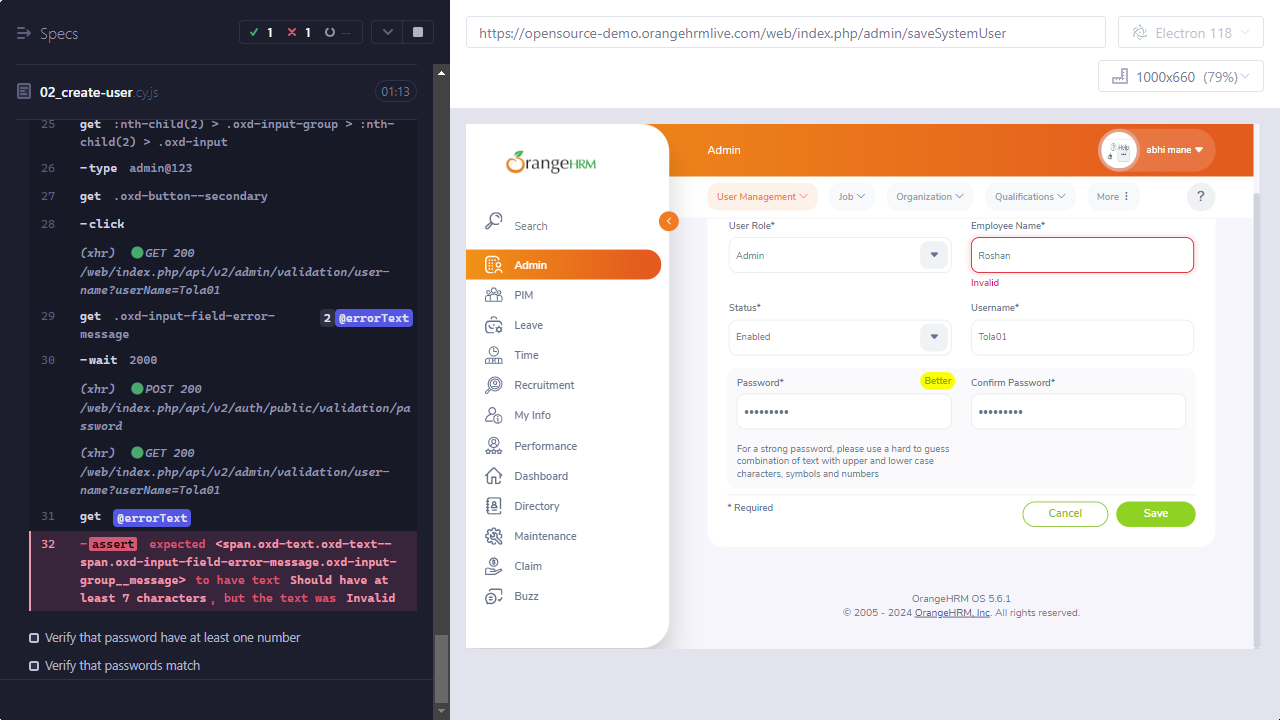 Specs
1
1
--
02_create-user.cy.js
01:13
25 get :nth-child(2) > .oxd-input-group > :nth-
child(2) > .oxd-input
26 -type admin@123
27 get .oxd-button--secondary
28 -click
(xhr) GET 200
/web/index.php/api/v2/admin/validation/user-
name?userName=Tola01
29 get .oxd-input-field-error-
message
2 @errorText
30 -wait 2000
(xhr) POST 200
/web/index.php/api/v2/auth/public/validation/pa
ssword
(xhr) GET 200
/web/index.php/api/v2/admin/validation/user-
name?userName=Tola01
31 get @errorText
32 -assert expected <span.oxd-text.oxd-text--
span.oxd-input-field-error-message.oxd-input-
group__message> to have text Should have at
least 7 characters, but the text was Invalid
Verify that password have at least one number
Verify that passwords match
https://opensource-demo.orangehrmlive.com/web/index.php/admin/saveSystemUser
Electron 118
1000x660 (79%)
OrangeHRM
Search
Admin
PIM
Leave
Time
Recruitment
My Info
Performance
Dashboard
Directory
Maintenance
Claim
Buzz
Admin
abhi mane
User Management
Job
Organization
Qualifications
More
?
User Role*
Employee Name*
Admin
Roshan
Invalid
Status*
Username*
Enabled
Tola01
Password*
Better
Confirm Password*
For a strong password, please use a hard to guess
combination of text with upper and lower case
characters, symbols and numbers
* Required
Cancel
Save
OrangeHRM OS 5.6.1
© 2005 - 2024 OrangeHRM, Inc. All rights reserved.